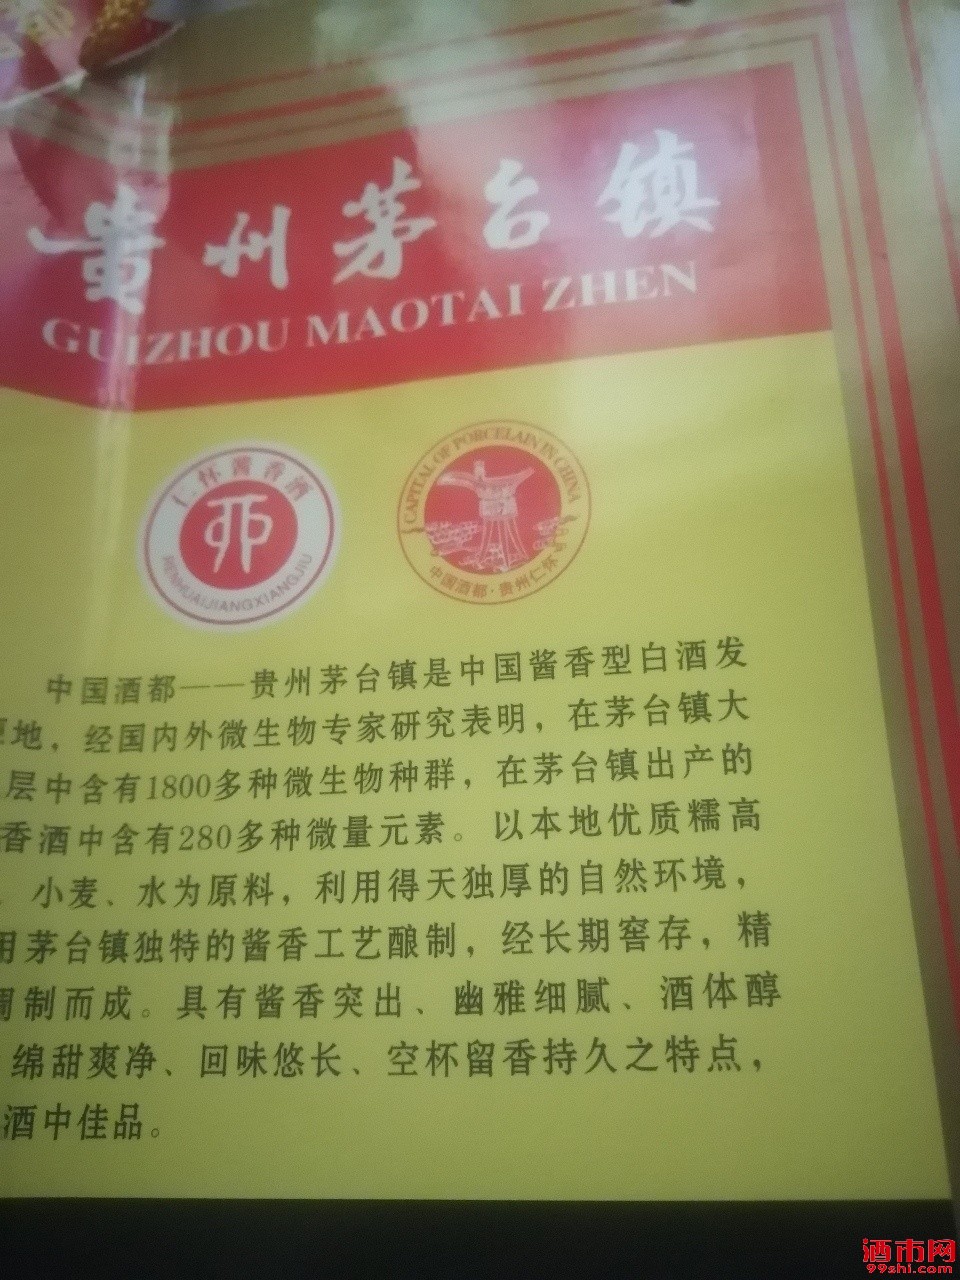 贵州茅台镇
GUIZHOU MAOTAI ZHEN
仁怀酱香酒
RENHUAIJIANGXIANGJIU
CAPITAL OF PORCELAIN IN CHINA
中国酒都·贵州仁怀
中国酒都——贵州茅台镇是中国酱香型白酒发
地，经国内外微生物专家研究表明，在茅台镇大
层中含有1800多种微生物种群，在茅台镇出产的
香酒中含有280多种微量元素。以本地优质糯高
、小麦、水为原料，利用得天独厚的自然环境，
用茅台镇独特的酱香工艺酿制，经长期窖存，精
调制而成。具有酱香突出、幽雅细腻、酒体醇
绵甜爽净、回味悠长、空杯留香持久之特点，
酒中佳品。
酒市网
99shi.com